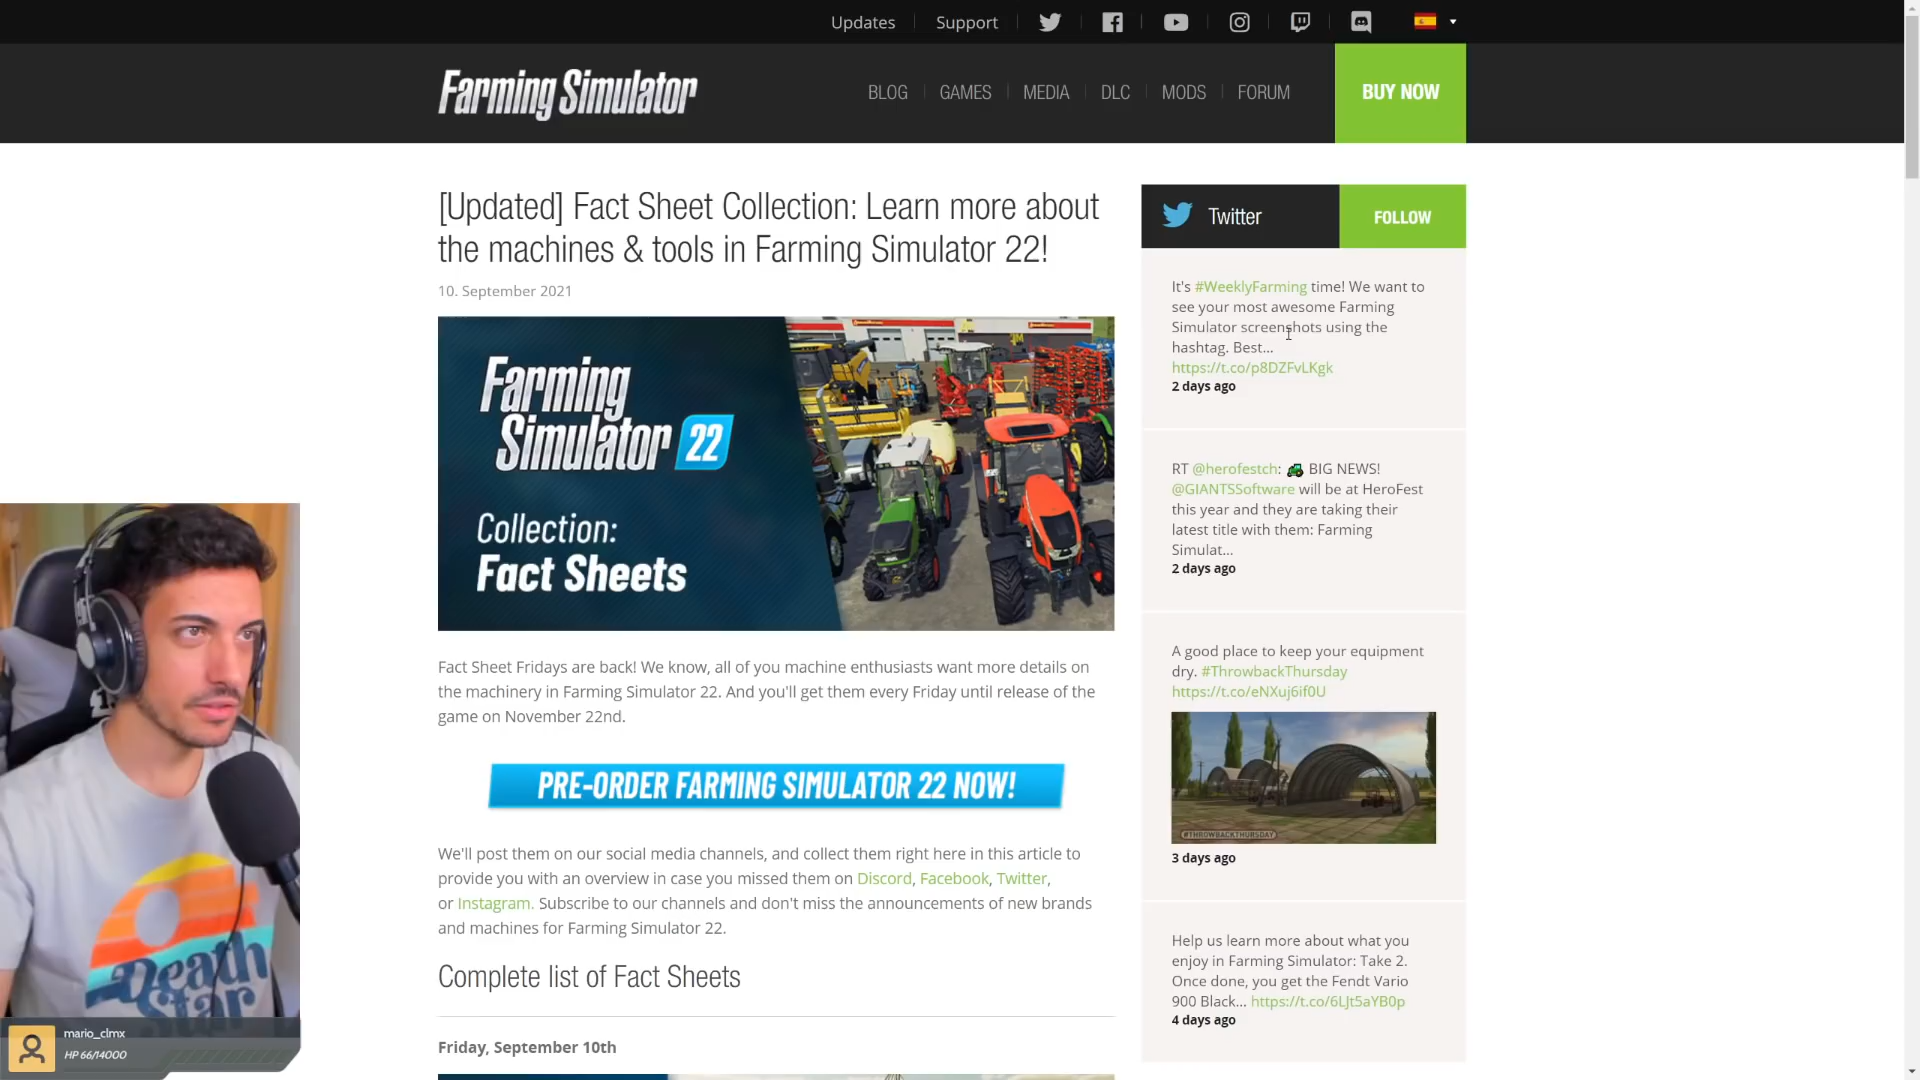 Updates
Support
Farming Simulator
BLOG
GAMES
MEDIA
DLC
MODS
FORUM
BUY NOW
[Updated] Fact Sheet Collection: Learn more about
the machines & tools in Farming Simulator 22!
10. September 2021
Farming
Simulator 22
Collection:
Fact Sheets
Fact Sheet Fridays are back! We know, all of you machine enthusiasts want more details on
the machinery in Farming Simulator 22. And you'll get them every Friday until release of the
game on November 22nd.
PRE-ORDER FARMING SIMULATOR 22 NOW!
We'll post them on our social media channels, and collect them right here in this article to
provide you with an overview in case you missed them on Discord, Facebook, Twitter,
or Instagram. Subscribe to our channels and don't miss the announcements of new brands
and machines for Farming Simulator 22.
Complete list of Fact Sheets
Friday, September 10th
Twitter
FOLLOW
It's #WeeklyFarming time! We want to
see your most awesome Farming
Simulator screenshots using the
hashtag. Best...
https://t.co/p8DZFvLKgk
2 days ago
RT @herofestch: 🚜 BIG NEWS!
@GIANTSSoftware will be at HeroFest
this year and they are taking their
latest title with them: Farming
Simulat...
2 days ago
A good place to keep your equipment
dry. #ThrowbackThursday
https://t.co/eNXuj6if0U
#THROWBACKTHURSDAY
3 days ago
Help us learn more about what you
enjoy in Farming Simulator: Take 2.
Once done, you get the Fendt Vario
900 Black... https://t.co/6LJt5aYB0p
4 days ago
Death
Star
mario_clmx
HP 66/14000